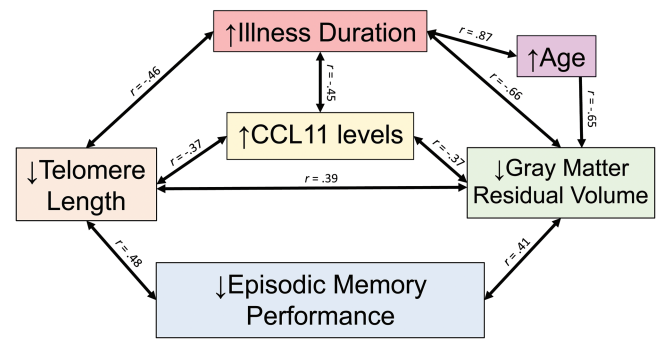 ↑Illness Duration
r = .87
↑Age
r = -.46
r = -.45
r = -.66
r = -.65
↑CCL11 levels
r = -.37
r = -.37
↓Telomere
Length
r = .39
↓Gray Matter
Residual Volume
r = .48
r = .41
↓Episodic Memory
Performance